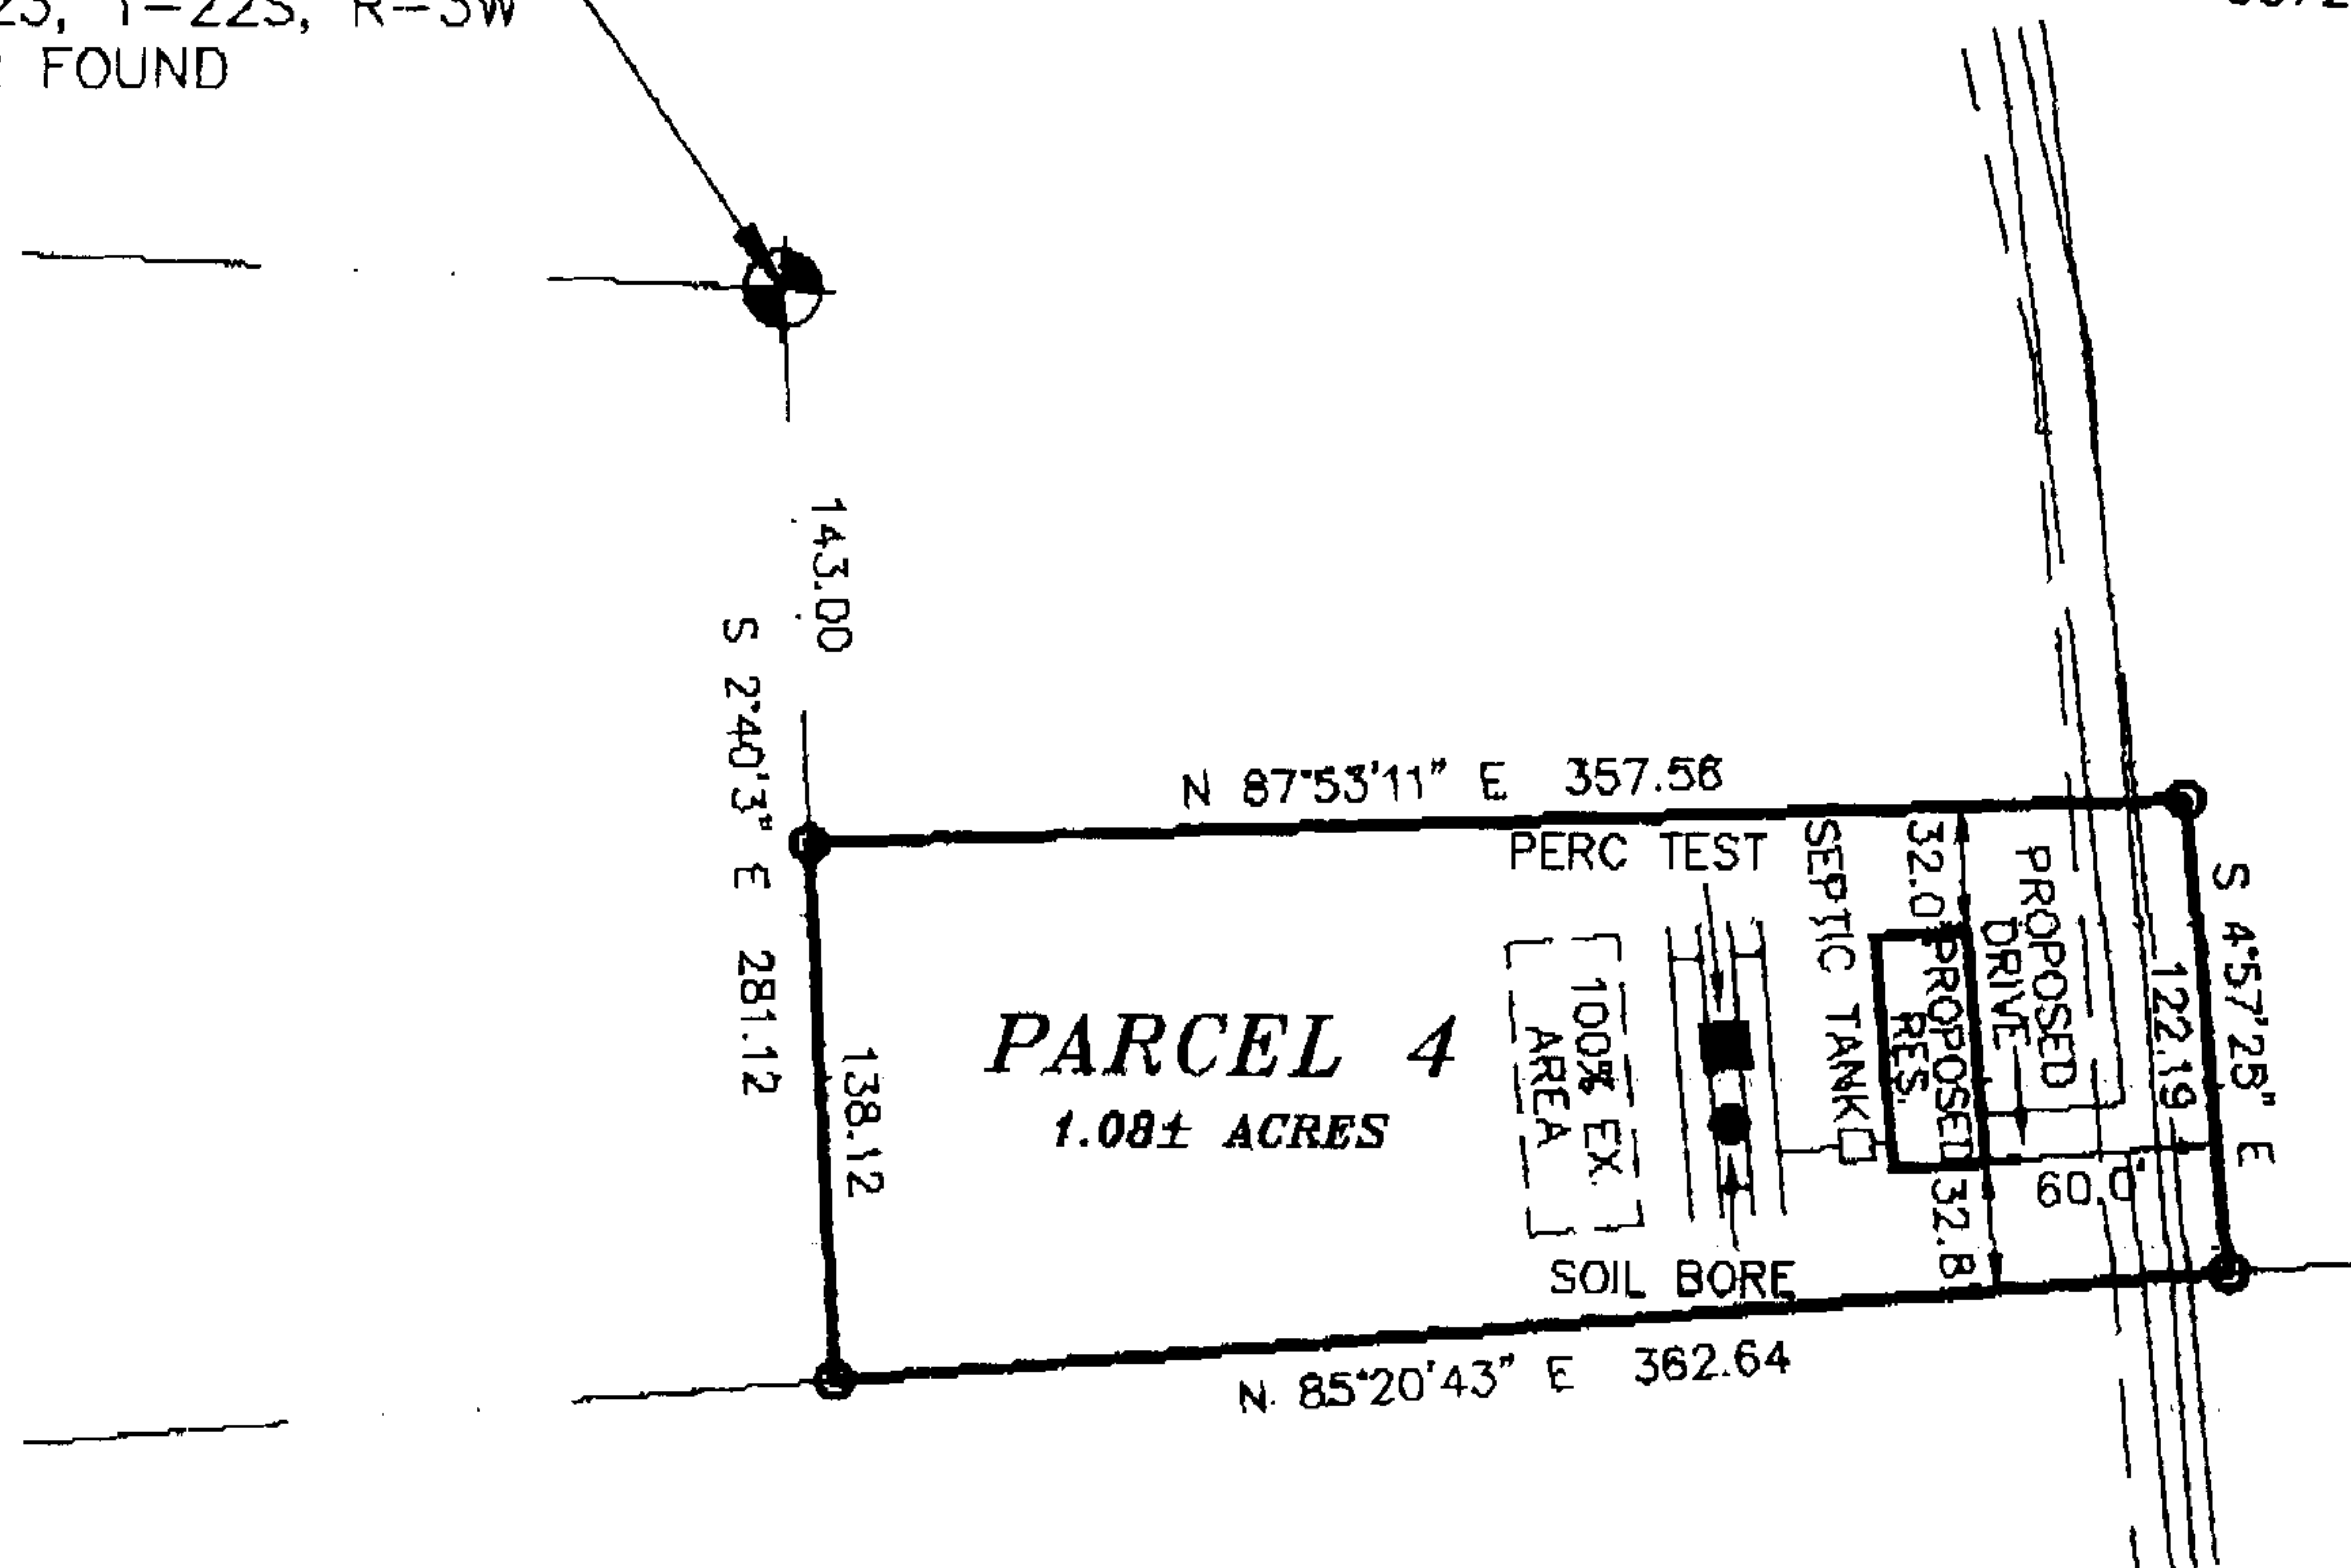 T-22S, R-3W
FOUND
143.00
S 2°40'3" E 281.12
N 87°53'11" E 357.56
PERC TEST
SEPTIC TANK
32.0
PROPOSED
DRIVE
PROPOSED
RES.
S 4°57'25" E
122.19
PARCEL 4
1.08± ACRES
138.12
100% EX.
AREA
60.0'
32.8
SOIL BORE
N 85°20'43" E 362.64